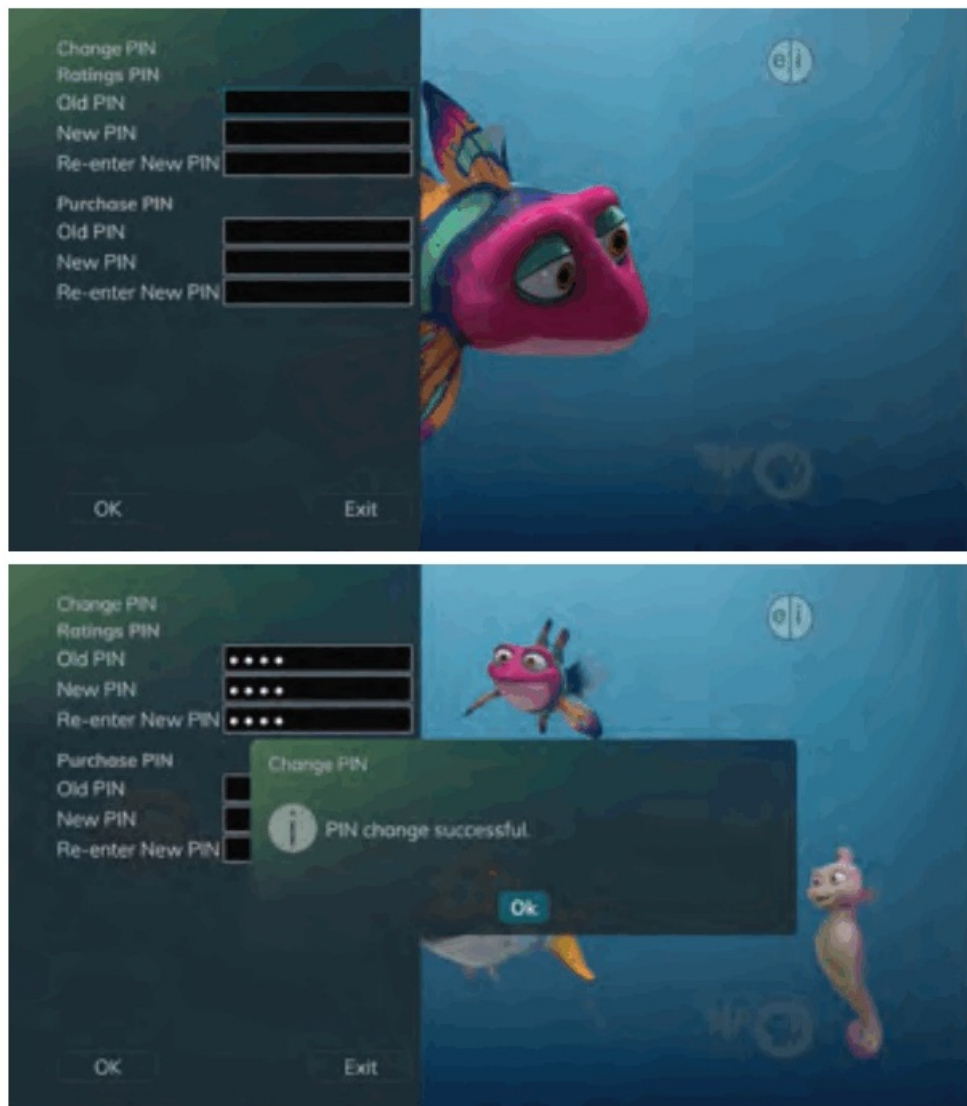 Change PIN
Ratings PIN
Old PIN
New PIN
Re-enter New PIN
Purchase PIN
Old PIN
New PIN
Re-enter New PIN
OK Exit
e i
Change PIN
Ratings PIN
Old PIN ••••
New PIN ••••
Re-enter New PIN ••••
Purchase PIN
Old PIN
New PIN
Re-enter New PIN
Change PIN
i PIN change successful.
Ok
OK Exit
e i